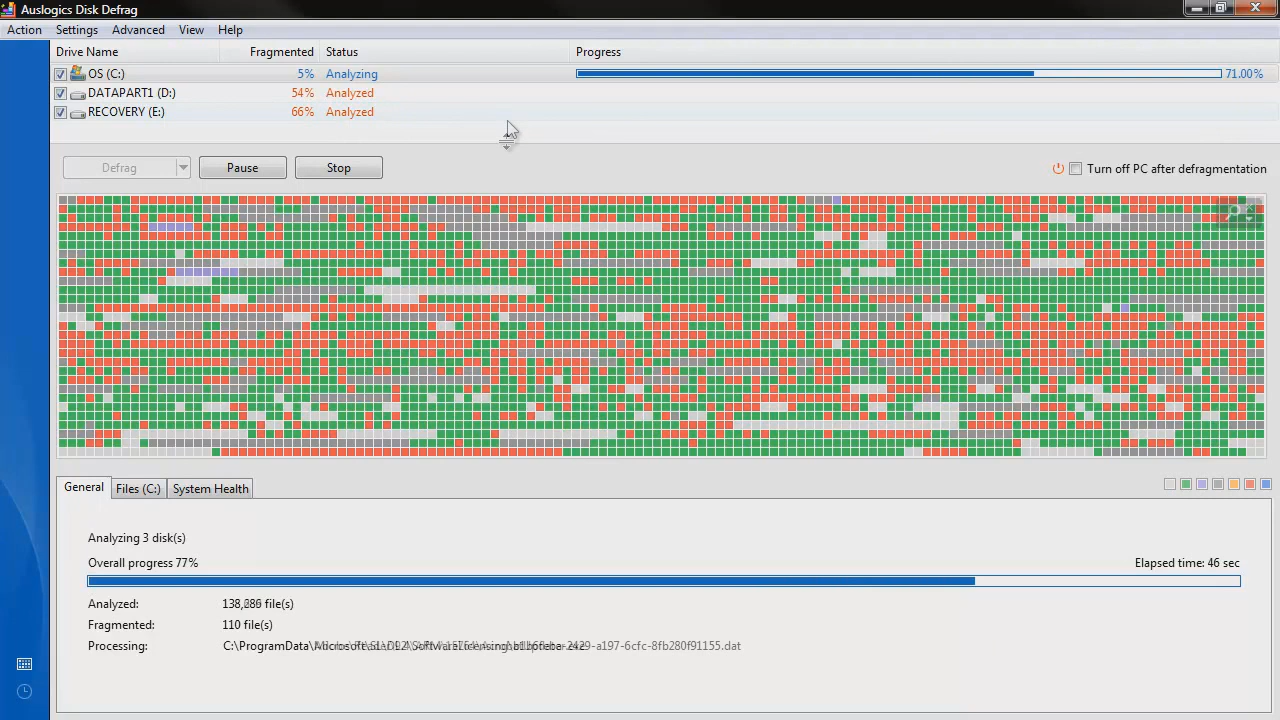 Auslogics Disk Defrag
Action Settings Advanced View Help
Drive Name Fragmented Status Progress
OS (C:) 5% Analyzing 71.00%
DATAPART1 (D:) 54% Analyzed
RECOVERY (E:) 66% Analyzed
Defrag Pause Stop Turn off PC after defragmentation
General Files (C:) System Health
Analyzing 3 disk(s)
Overall progress 77% Elapsed time: 46 sec
Analyzed: file(s)
Fragmented: 110 file(s)
Processing: